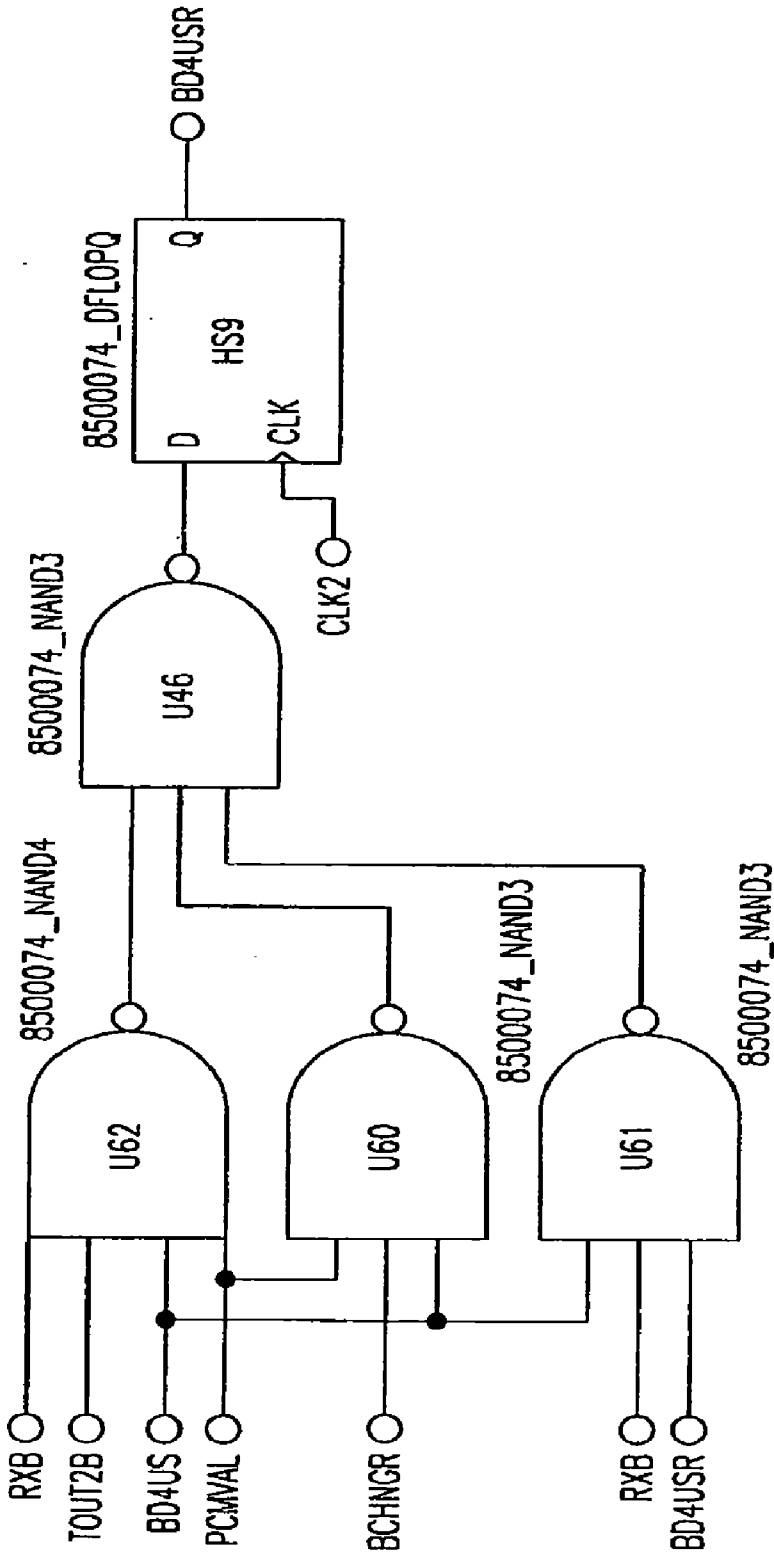 RXB
TOUT2B
BD4US
PCMVAL
BCHNGR
RXB
BD4USR
U62
8500074_NAND4
U60
8500074_NAND3
U61
8500074_NAND3
U46
8500074_NAND3
CLK2
8500074_DFLOPQ
D
Q
HS9
CLK
BD4USR